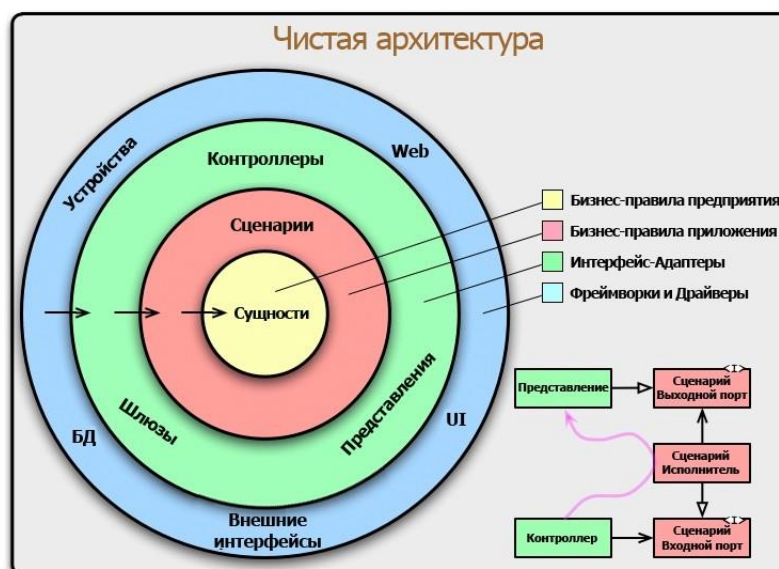 Чистая архитектура
Устройства
Контроллеры
Web
Сценарии
Сущности
Шлюзы
Представления
БД
UI
Внешние
интерфейсы
Бизнес-правила предприятия
Бизнес-правила приложения
Интерфейс-Адаптеры
Фреймворки и Драйверы
Представление
<I>
Сценарий
Выходной порт
Сценарий
Исполнитель
Контроллер
<I>
Сценарий
Входной порт